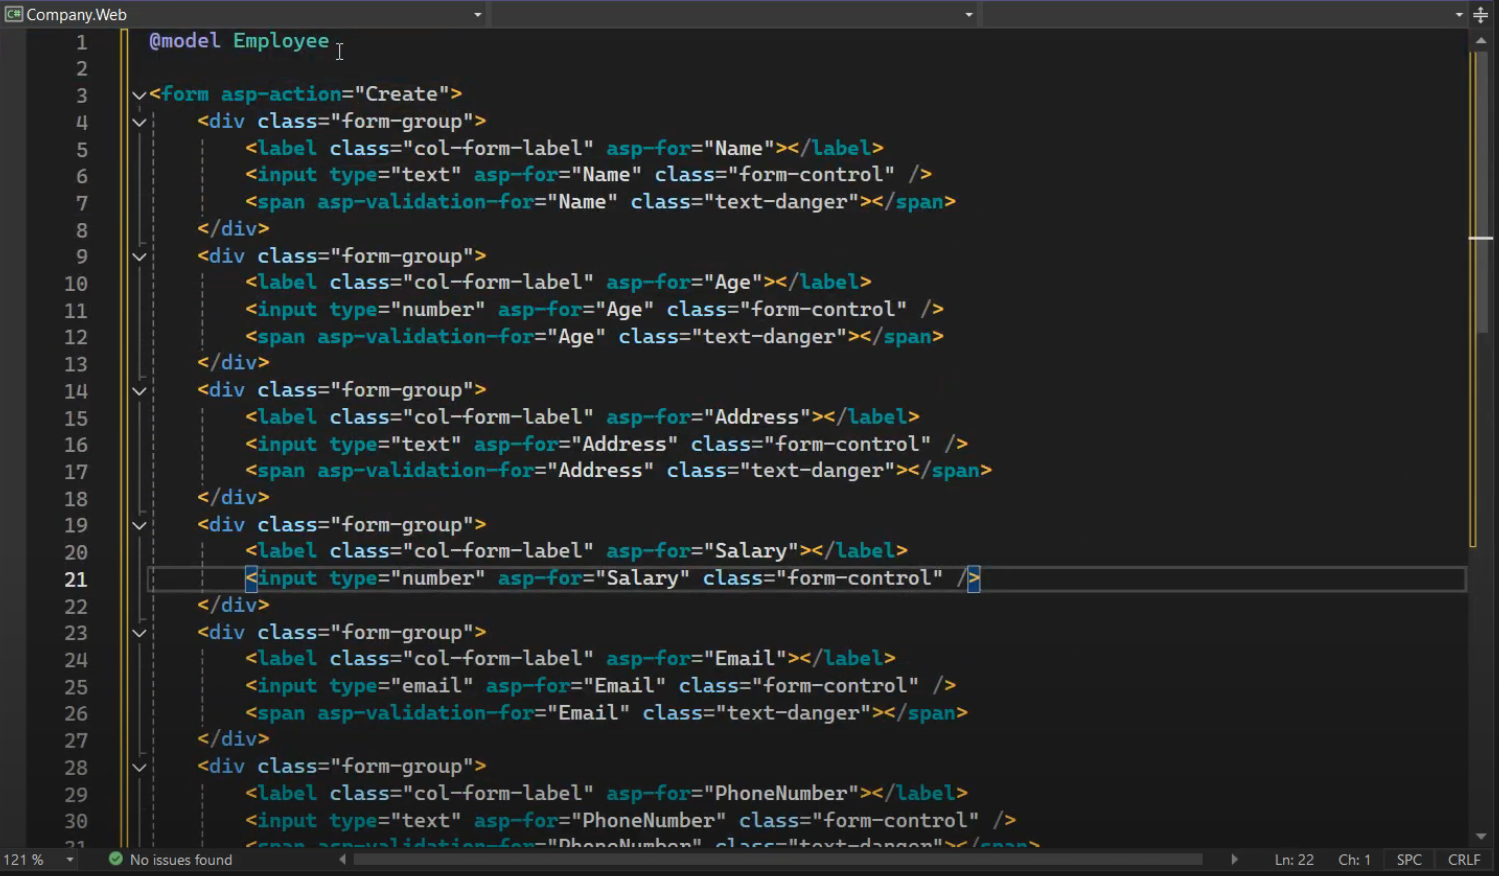 C# Company.Web
1 @model Employee
2
3 <form asp-action="Create">
4 <div class="form-group">
5 <label class="col-form-label" asp-for="Name"></label>
6 <input type="text" asp-for="Name" class="form-control" />
7 <span asp-validation-for="Name" class="text-danger"></span>
8 </div>
9 <div class="form-group">
10 <label class="col-form-label" asp-for="Age"></label>
11 <input type="number" asp-for="Age" class="form-control" />
12 <span asp-validation-for="Age" class="text-danger"></span>
13 </div>
14 <div class="form-group">
15 <label class="col-form-label" asp-for="Address"></label>
16 <input type="text" asp-for="Address" class="form-control" />
17 <span asp-validation-for="Address" class="text-danger"></span>
18 </div>
19 <div class="form-group">
20 <label class="col-form-label" asp-for="Salary"></label>
21 <input type="number" asp-for="Salary" class="form-control" />
22 </div>
23 <div class="form-group">
24 <label class="col-form-label" asp-for="Email"></label>
25 <input type="email" asp-for="Email" class="form-control" />
26 <span asp-validation-for="Email" class="text-danger"></span>
27 </div>
28 <div class="form-group">
29 <label class="col-form-label" asp-for="PhoneNumber"></label>
30 <input type="text" asp-for="PhoneNumber" class="form-control" />
31 <span asp-validation-for="PhoneNumber" class="text-danger"></span>
121 % No issues found Ln: 22 Ch: 1 SPC CRLF